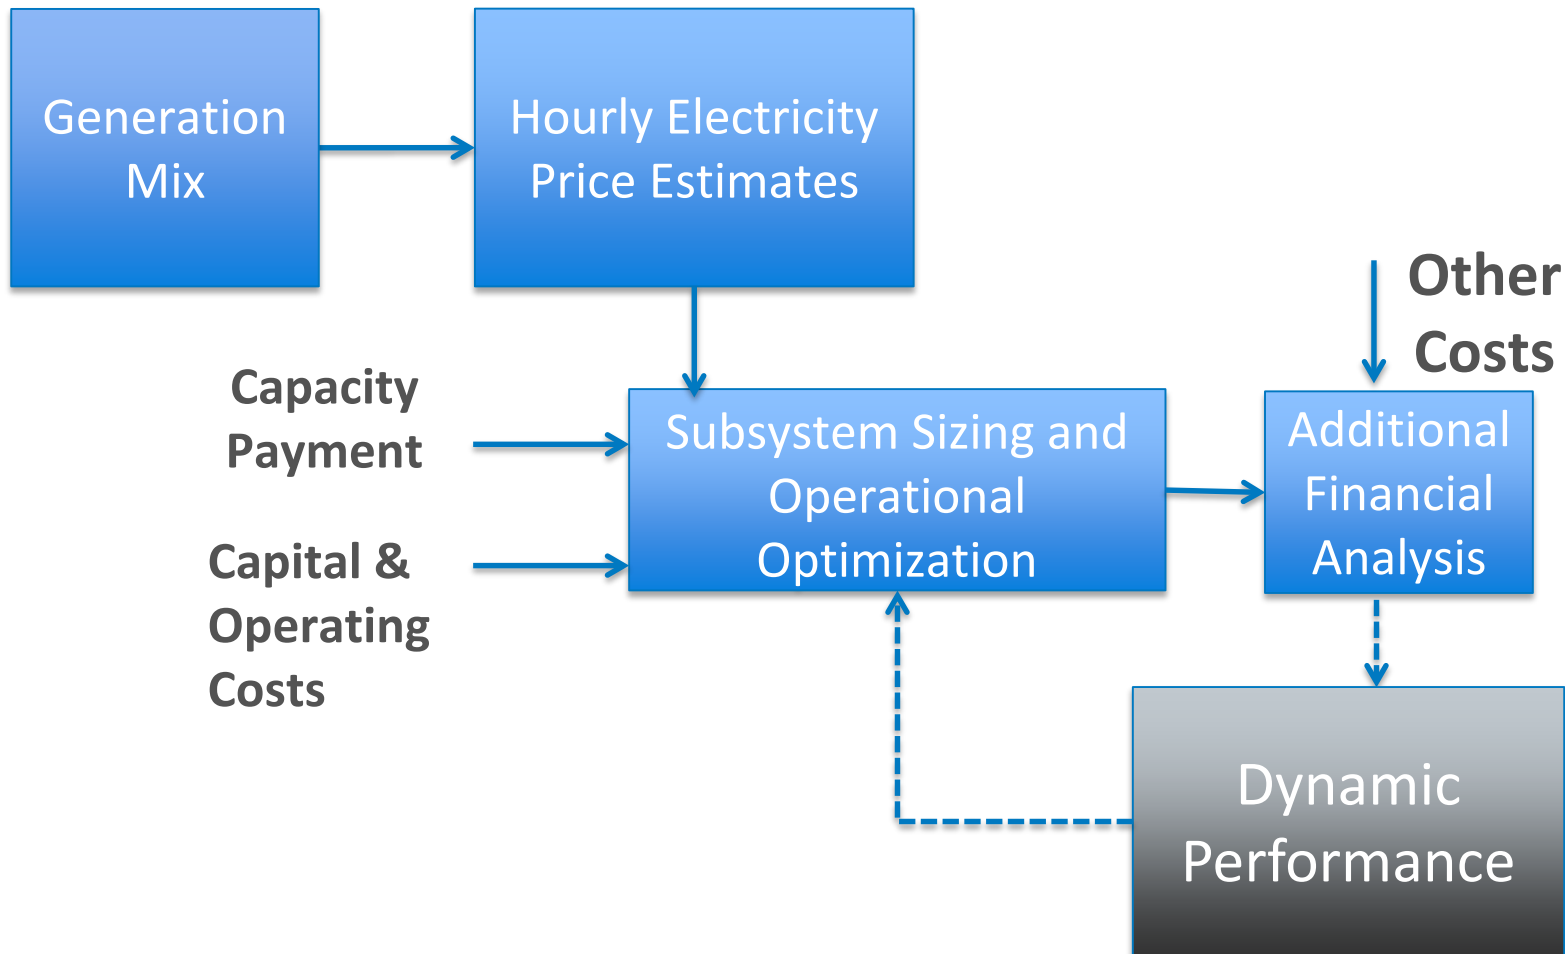 Generation
Mix
Hourly Electricity
Price Estimates
Other
Costs
Capacity
Payment
Subsystem Sizing and
Operational
Optimization
Additional
Financial
Analysis
Capital &
Operating
Costs
Dynamic
Performance